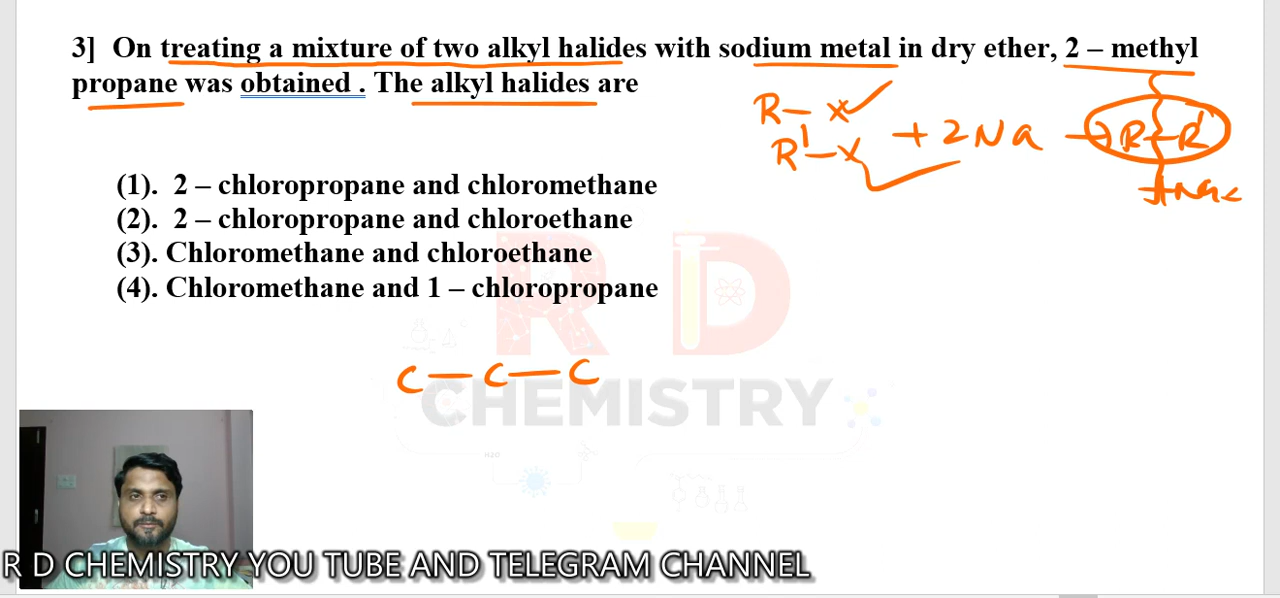 3] On treating a mixture of two alkyl halides with sodium metal in dry ether, 2 – methyl
propane was obtained . The alkyl halides are
R – X
R' – X + 2Na → R – R'
(1). 2 – chloropropane and chloromethane
(2). 2 – chloropropane and chloroethane
(3). Chloromethane and chloroethane
(4). Chloromethane and 1 – chloropropane
R D
C – C – C
CHEMISTRY
H2O
R D CHEMISTRY YOU TUBE AND TELEGRAM CHANNEL